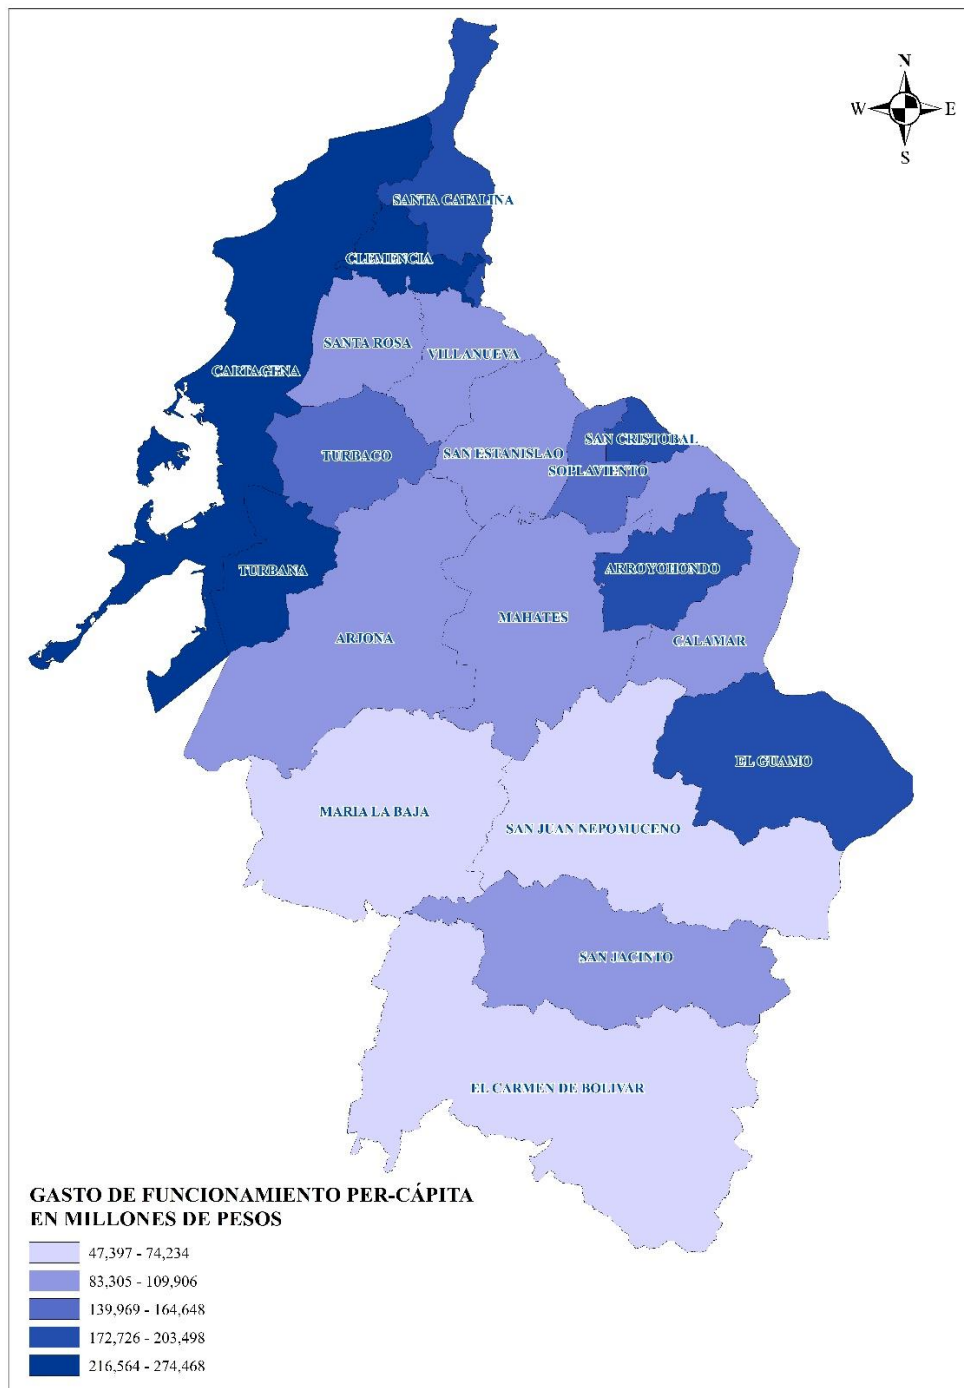 N
W E
S
SANTA CATALINA
CLEMENCIA
SANTA ROSA
VILLANUEVA
CARTAGENA
SAN CRISTOBAL
TURBACO
SAN ESTANISLAO
SOPLAVIENTO
TURBANA
ARROYOHONDO
MAHATES
ARJONA
CALAMAR
EL GUAMO
MARIA LA BAJA
SAN JUAN NEPOMUCENO
SAN JACINTO
EL CARMEN DE BOLIVAR
GASTO DE FUNCIONAMIENTO PER-CÁPITA
EN MILLONES DE PESOS
47,397 - 74,234
83,305 - 109,906
139,969 - 164,648
172,726 - 203,498
216,564 - 274,468